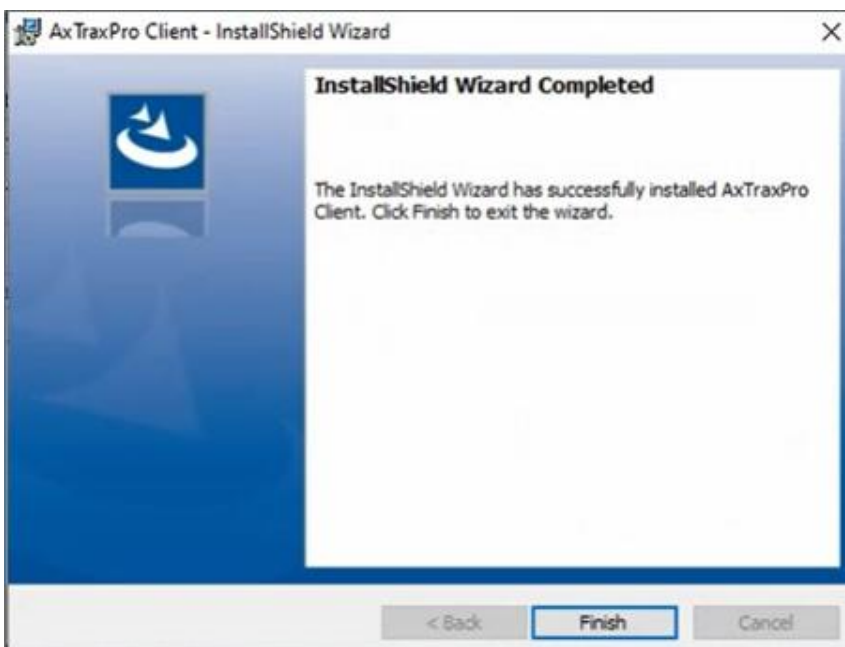 AxTraxPro Client - InstallShield Wizard
InstallShield Wizard Completed
The InstallShield Wizard has successfully installed AxTraxPro
Client. Click Finish to exit the wizard.
< Back
Finish
Cancel